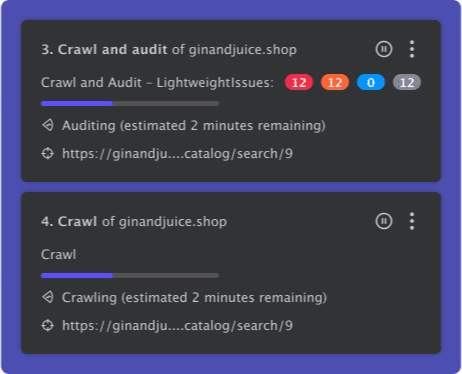 3. Crawl and audit of ginandjuice.shop
Crawl and Audit – LightweightIssues: 12 12 0 12
Auditing (estimated 2 minutes remaining)
https://ginandju....catalog/search/9
4. Crawl of ginandjuice.shop
Crawl
Crawling (estimated 2 minutes remaining)
https://ginandju....catalog/search/9